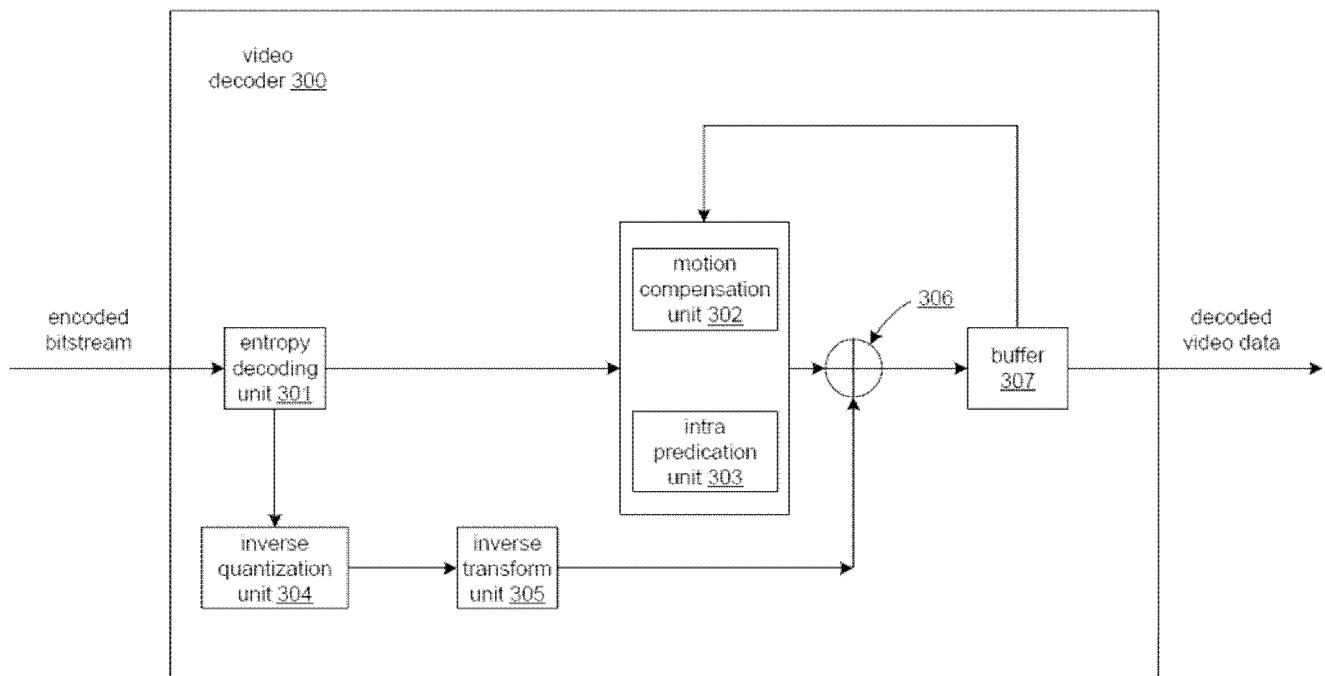 video
decoder 300
motion
compensation
unit 302
306
encoded
bitstream
entropy
decoding
unit 301
buffer
307
decoded
video data
intra
predication
unit 303
inverse
quantization
unit 304
inverse
transform
unit 305